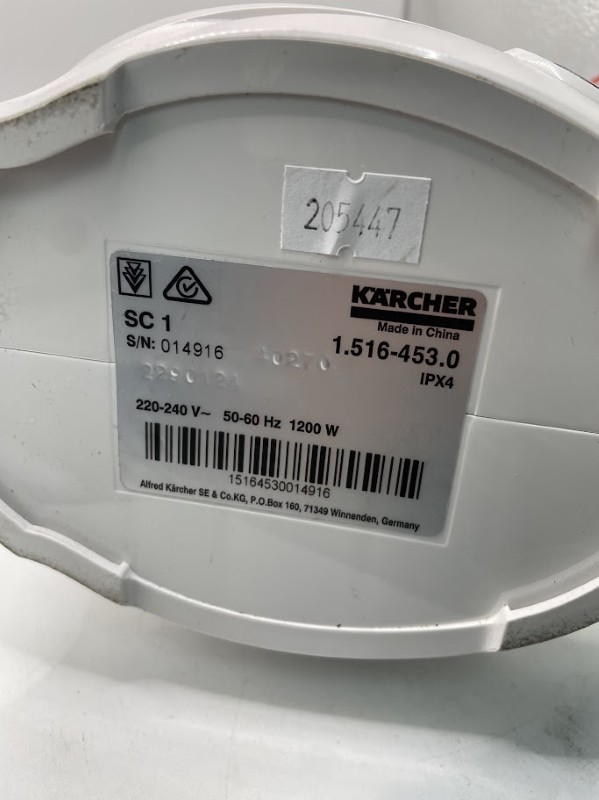 205447
KÄRCHER
Made in China
SC 1
1.516-453.0
S/N: 014916
40270
IPX4
220-240 V~ 50-60 Hz 1200 W
15164530014916
Alfred Kärcher SE & Co.KG, P.O.Box 160, 71349 Winnenden, Germany